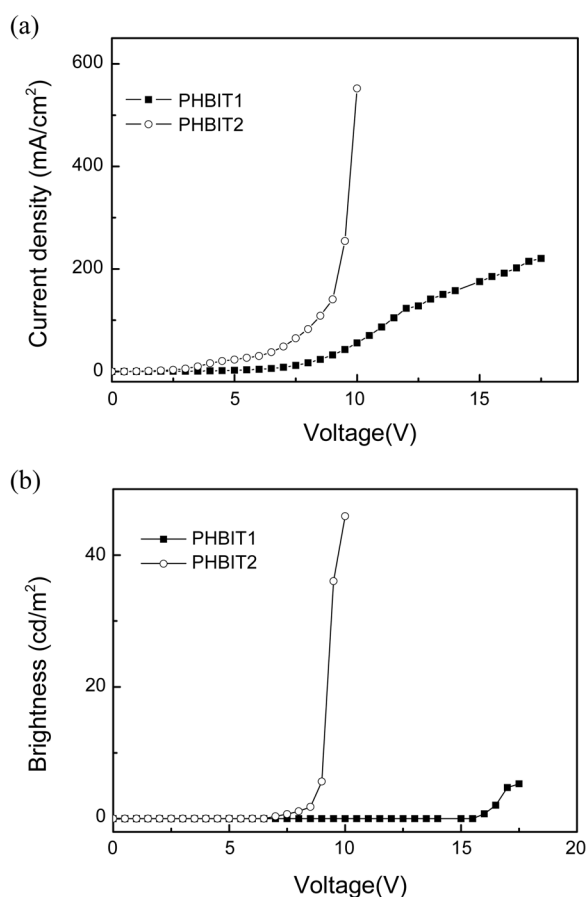 (a)
600
PHBIT1
PHBIT2
400
200
0
Current density (mA/cm²)
0 5 10 15
Voltage(V)
(b)
40
PHBIT1
PHBIT2
20
0
Brightness (cd/m²)
0 5 10 15 20
Voltage(V)